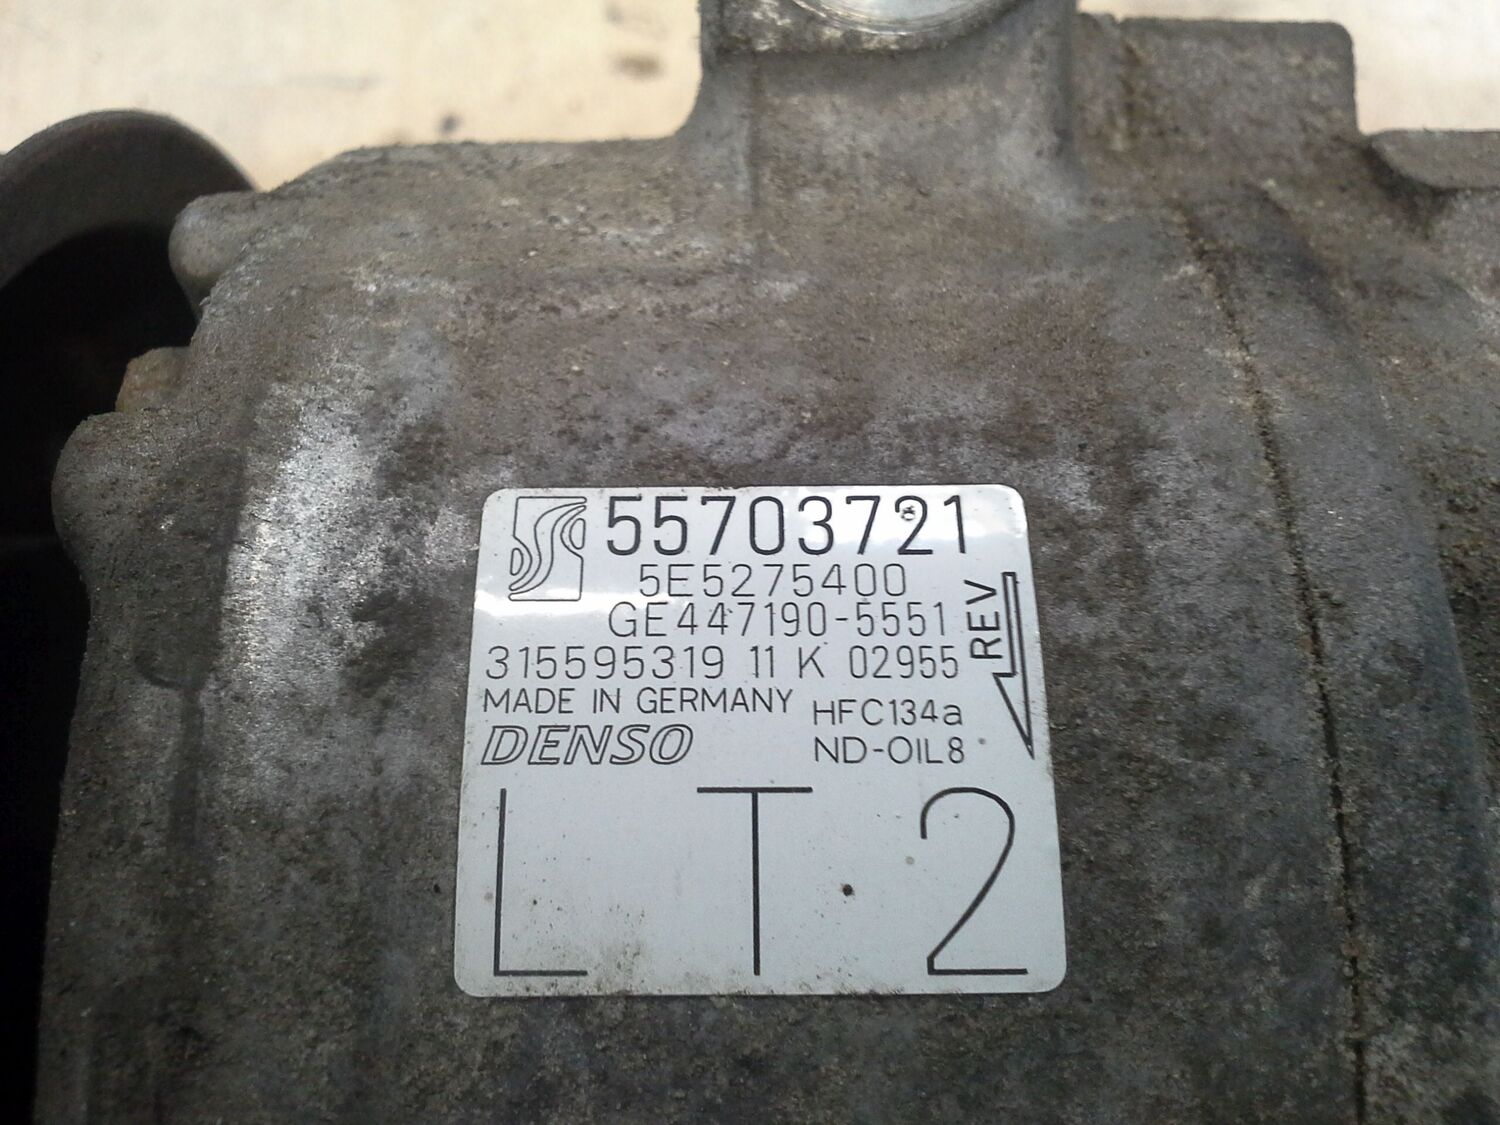 55703721
5E5275400
GE447190-5551
REV
315595319 11 K 02955
MADE IN GERMANY HFC134a
DENSO ND-OIL8
LT2